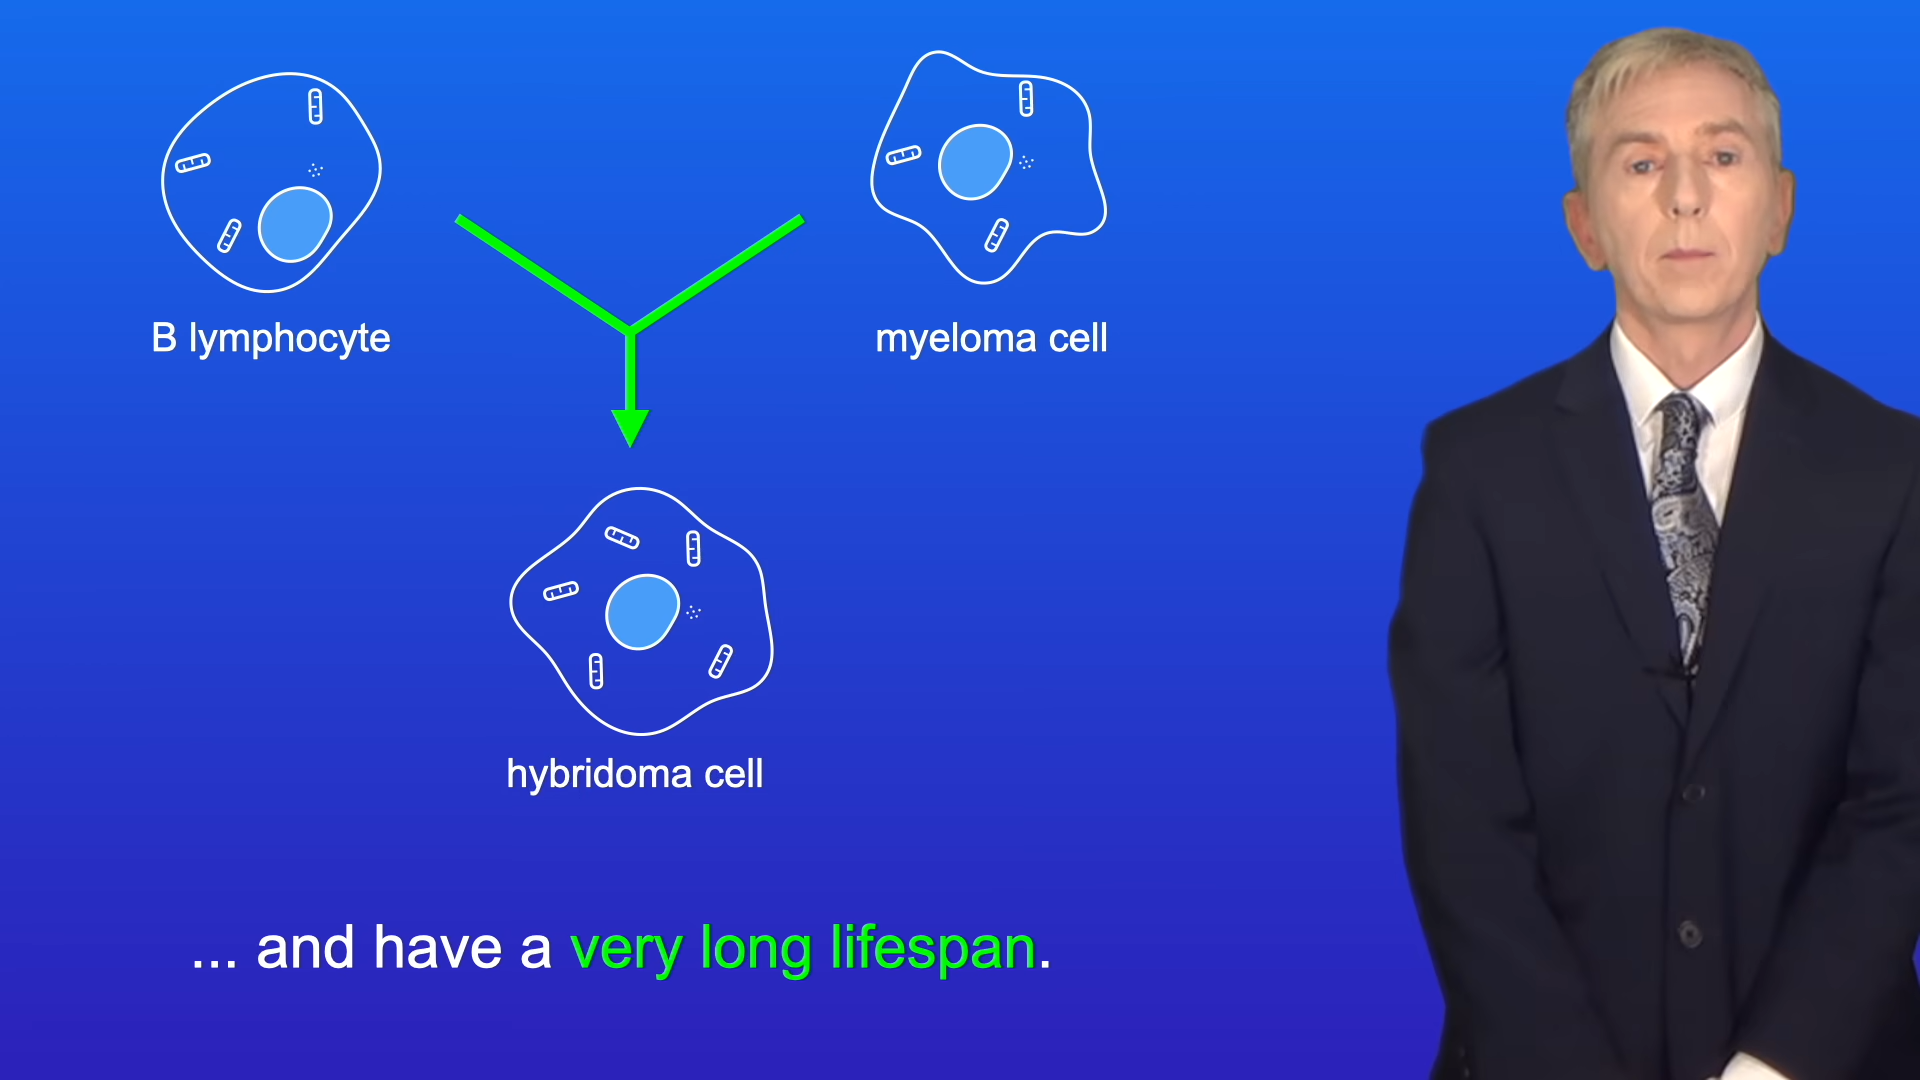 B lymphocyte
myeloma cell
hybridoma cell
... and have a very long lifespan.